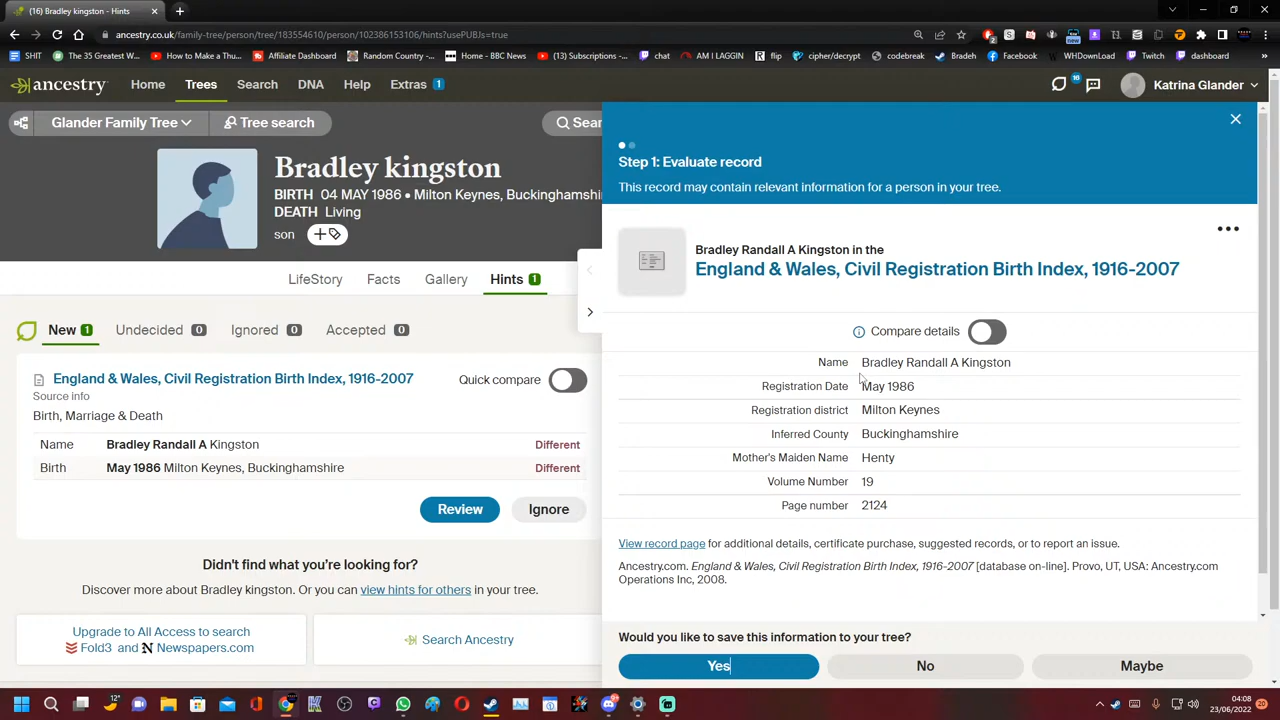 (16) Bradley kingston - Hints
ancestry.co.uk/family-tree/person/tree/183554610/person/102386153106/hints?usePUBJs=true
SHIT
The 35 Greatest W...
How to Make a Thu...
Affiliate Dashboard
Kingdom Country -...
Home - BBC News
(13) Subscriptions -...
chat
AM I LAGGIN
flip
cipher/decrypt
codebreak
Bradeh
Facebook
WHDownLoad
Twitch
dashboard
ancestry
Home
Trees
Search
DNA
Help
Extras 1
16
Katrina Glander
Glander Family Tree
Tree search
Sear
Bradley kingston
BIRTH 04 MAY 1986 • Milton Keynes, Buckinghamshi
DEATH Living
son
LifeStory
Facts
Gallery
Hints 1
New 1
Undecided 0
Ignored 0
Accepted 0
England & Wales, Civil Registration Birth Index, 1916-2007
Quick compare
Source info
Birth, Marriage & Death
Name Bradley Randall A Kingston Different
Birth May 1986 Milton Keynes, Buckinghamshire Different
Review
Ignore
Didn't find what you're looking for?
Discover more about Bradley kingston. Or you can view hints for others in your tree.
Upgrade to All Access to search
Fold3 and Newspapers.com
Search Ancestry
Step 1: Evaluate record
This record may contain relevant information for a person in your tree.
Bradley Randall A Kingston in the
England & Wales, Civil Registration Birth Index, 1916-2007
Compare details
Name Bradley Randall A Kingston
Registration Date May 1986
Registration district Milton Keynes
Inferred County Buckinghamshire
Mother's Maiden Name Henty
Volume Number 19
Page number 2124
View record page for additional details, certificate purchase, suggested records, or to report an issue.
Ancestry.com. England & Wales, Civil Registration Birth Index, 1916-2007 [database on-line]. Provo, UT, USA: Ancestry.com
Operations Inc, 2008.
Would you like to save this information to your tree?
Yes
No
Maybe
12°
04:08
23/06/2022
20